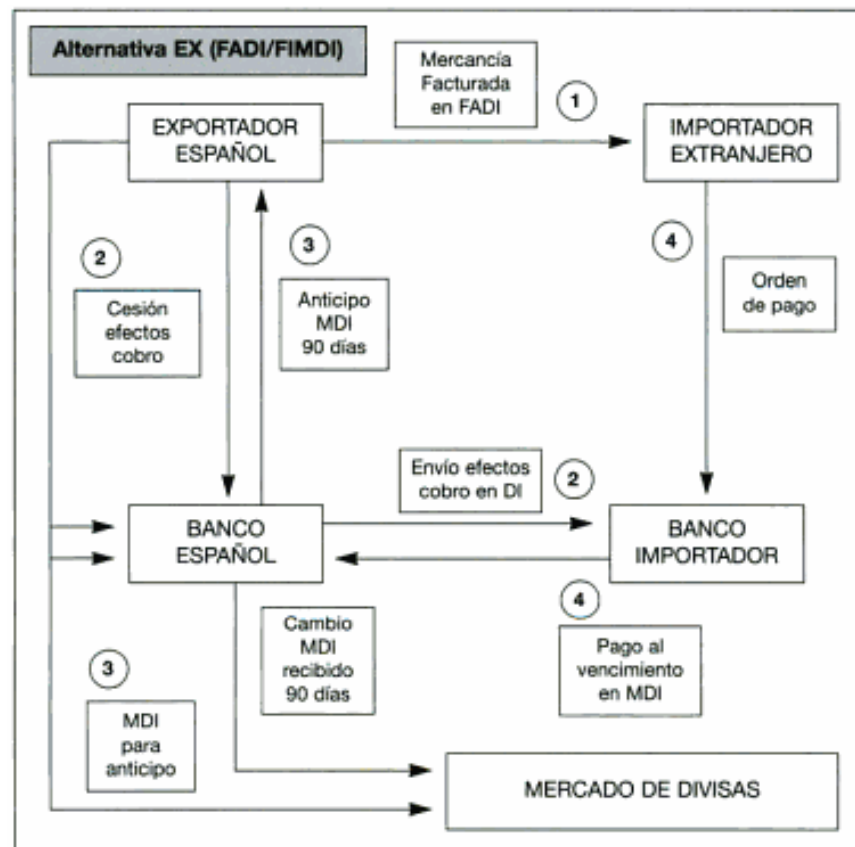 Alternativa EX (FADI/FIMDI)
Mercancía
Facturada
en FADI
1
EXPORTADOR
ESPAÑOL
IMPORTADOR
EXTRANJERO
2
Cesión
efectos
cobro
3
Anticipo
MDI
90 días
4
Orden
de pago
Envío efectos
cobro en DI
2
BANCO
ESPAÑOL
BANCO
IMPORTADOR
3
MDI
para
anticipo
Cambio
MDI
recibido
90 días
4
Pago al
vencimiento
en MDI
MERCADO DE DIVISAS